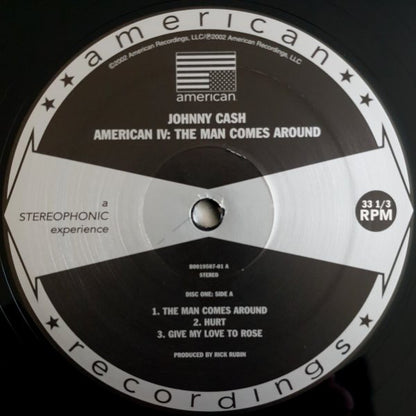 american
©2002 American Recordings, LLC/℗2002 American Recordings, LLC
american
JOHNNY CASH
AMERICAN IV: THE MAN COMES AROUND
a
STEREOPHONIC
experience
33 1/3
RPM
B0019587-01 A
STEREO
DISC ONE: SIDE A
1. THE MAN COMES AROUND
2. HURT
3. GIVE MY LOVE TO ROSE
PRODUCED BY RICK RUBIN
recordings